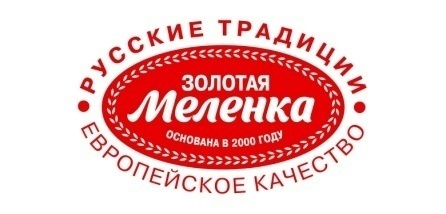 РУССКИЕ ТРАДИЦИИ
ЗОЛОТАЯ
Меленка
ОСНОВАНА В 2000 ГОДУ
ЕВРОПЕЙСКОЕ КАЧЕСТВО